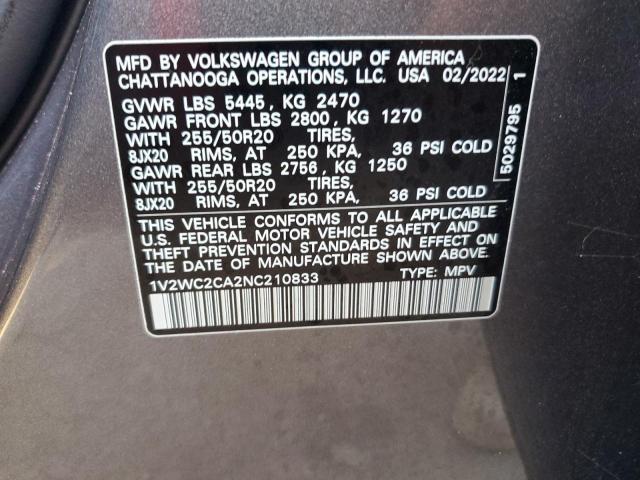 MFD BY VOLKSWAGEN GROUP OF AMERICA
CHATTANOOGA OPERATIONS, LLC. USA 02/2022
GVWR LBS 5445, KG 2470
GAWR FRONT LBS 2800, KG 1270
WITH 255/50R20 TIRES,
8JX20 RIMS, AT 250 KPA, 36 PSI COLD
GAWR REAR LBS 2756, KG 1250
WITH 255/50R20 TIRES,
8JX20 RIMS, AT 250 KPA, 36 PSI COLD
THIS VEHICLE CONFORMS TO ALL APPLICABLE
U.S. FEDERAL MOTOR VEHICLE SAFETY AND
THEFT PREVENTION STANDARDS IN EFFECT ON
THE DATE OF MANUFACTURE SHOWN ABOVE.
1V2WC2CA2NC210833 TYPE: MPV
5029795 1